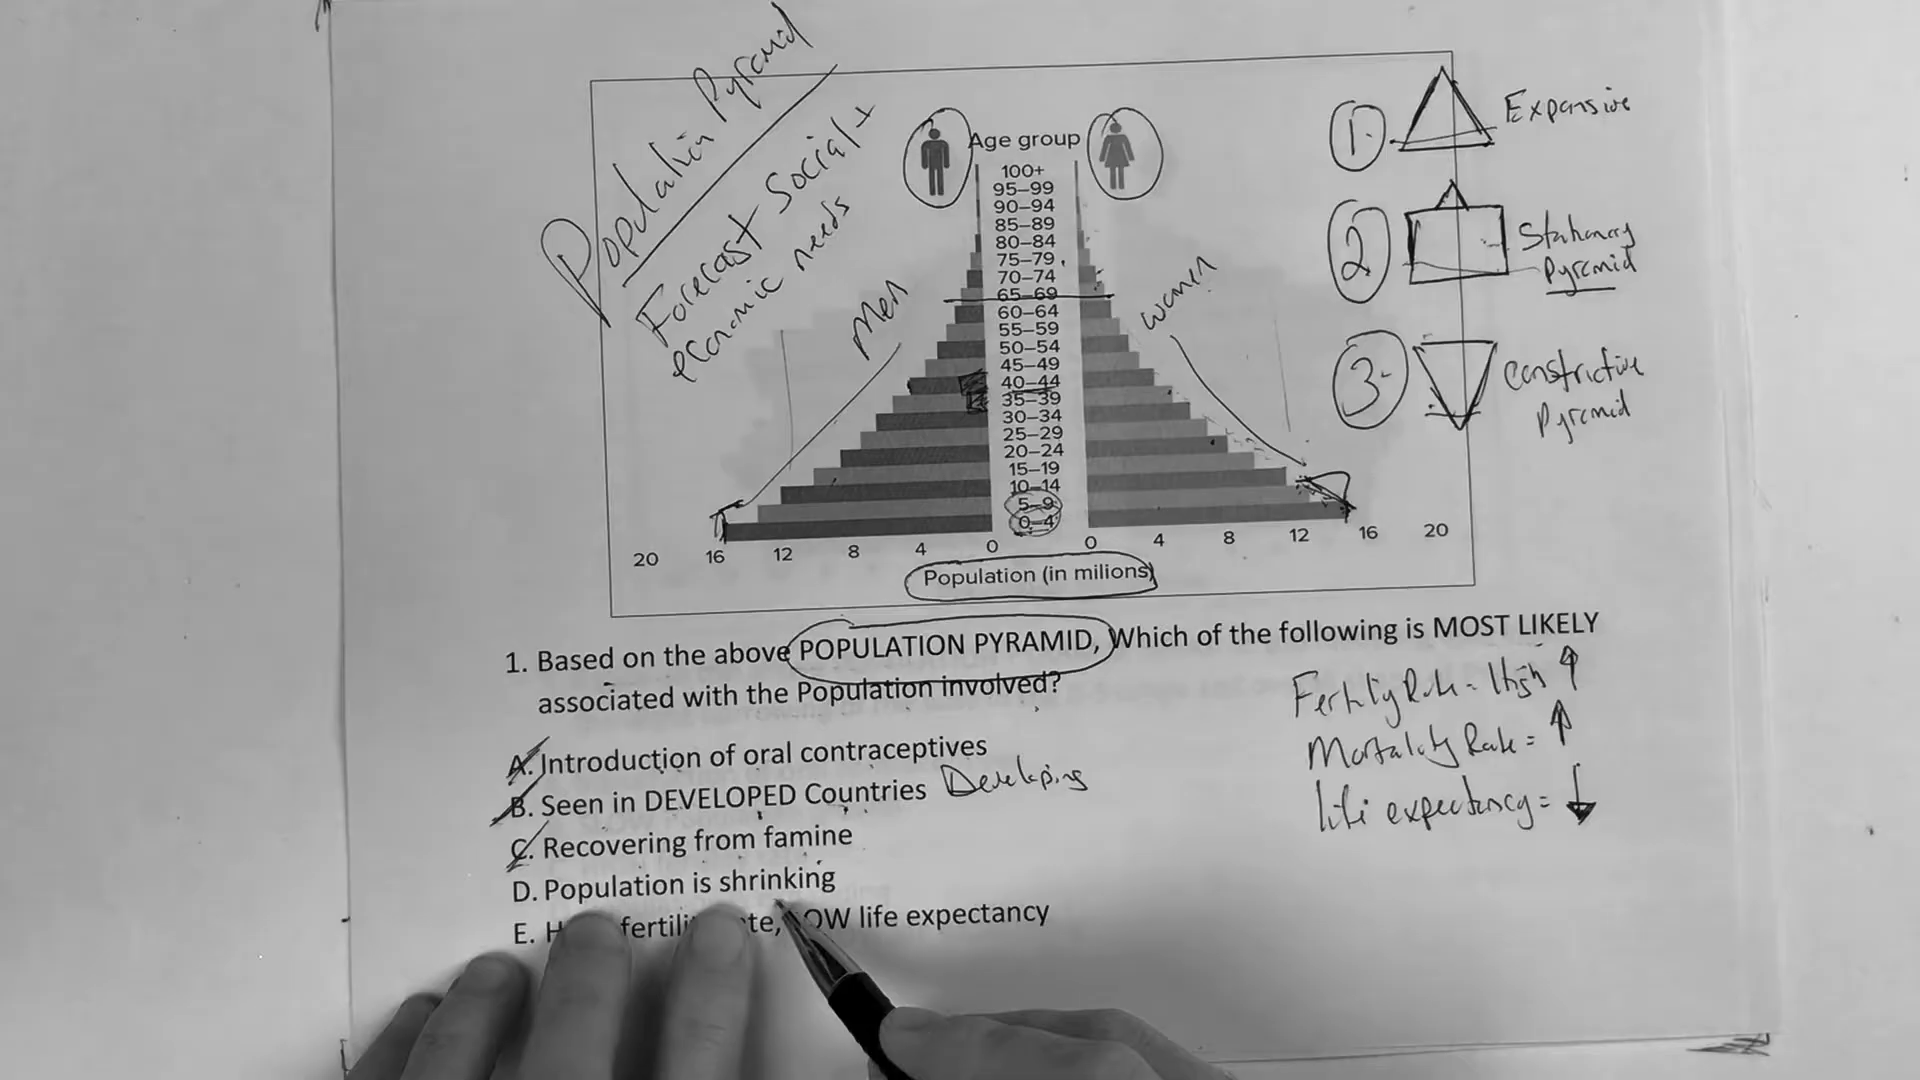 Population Pyramid
Forecast Social +
economic needs
Men
Women
Age group
100+
95–99
90–94
85–89
80–84
75–79
70–74
65–69
60–64
55–59
50–54
45–49
40–44
35–39
30–34
25–29
20–24
15–19
10–14
5–9
0–4
20 16 12 8 4 0 0 4 8 12 16 20
Population (in milions)
1. Expansive
2. Stationary
Pyramid
3. Constrictive
Pyramid
1. Based on the above POPULATION PYRAMID, Which of the following is MOST LIKELY
associated with the Population involved?
A. Introduction of oral contraceptives
B. Seen in DEVELOPED Countries Developing
C. Recovering from famine
D. Population is shrinking
E. fertili LOW life expectancy
Fertility Rate = High ↑
Mortality Rate = ↑
life expectancy = ↓